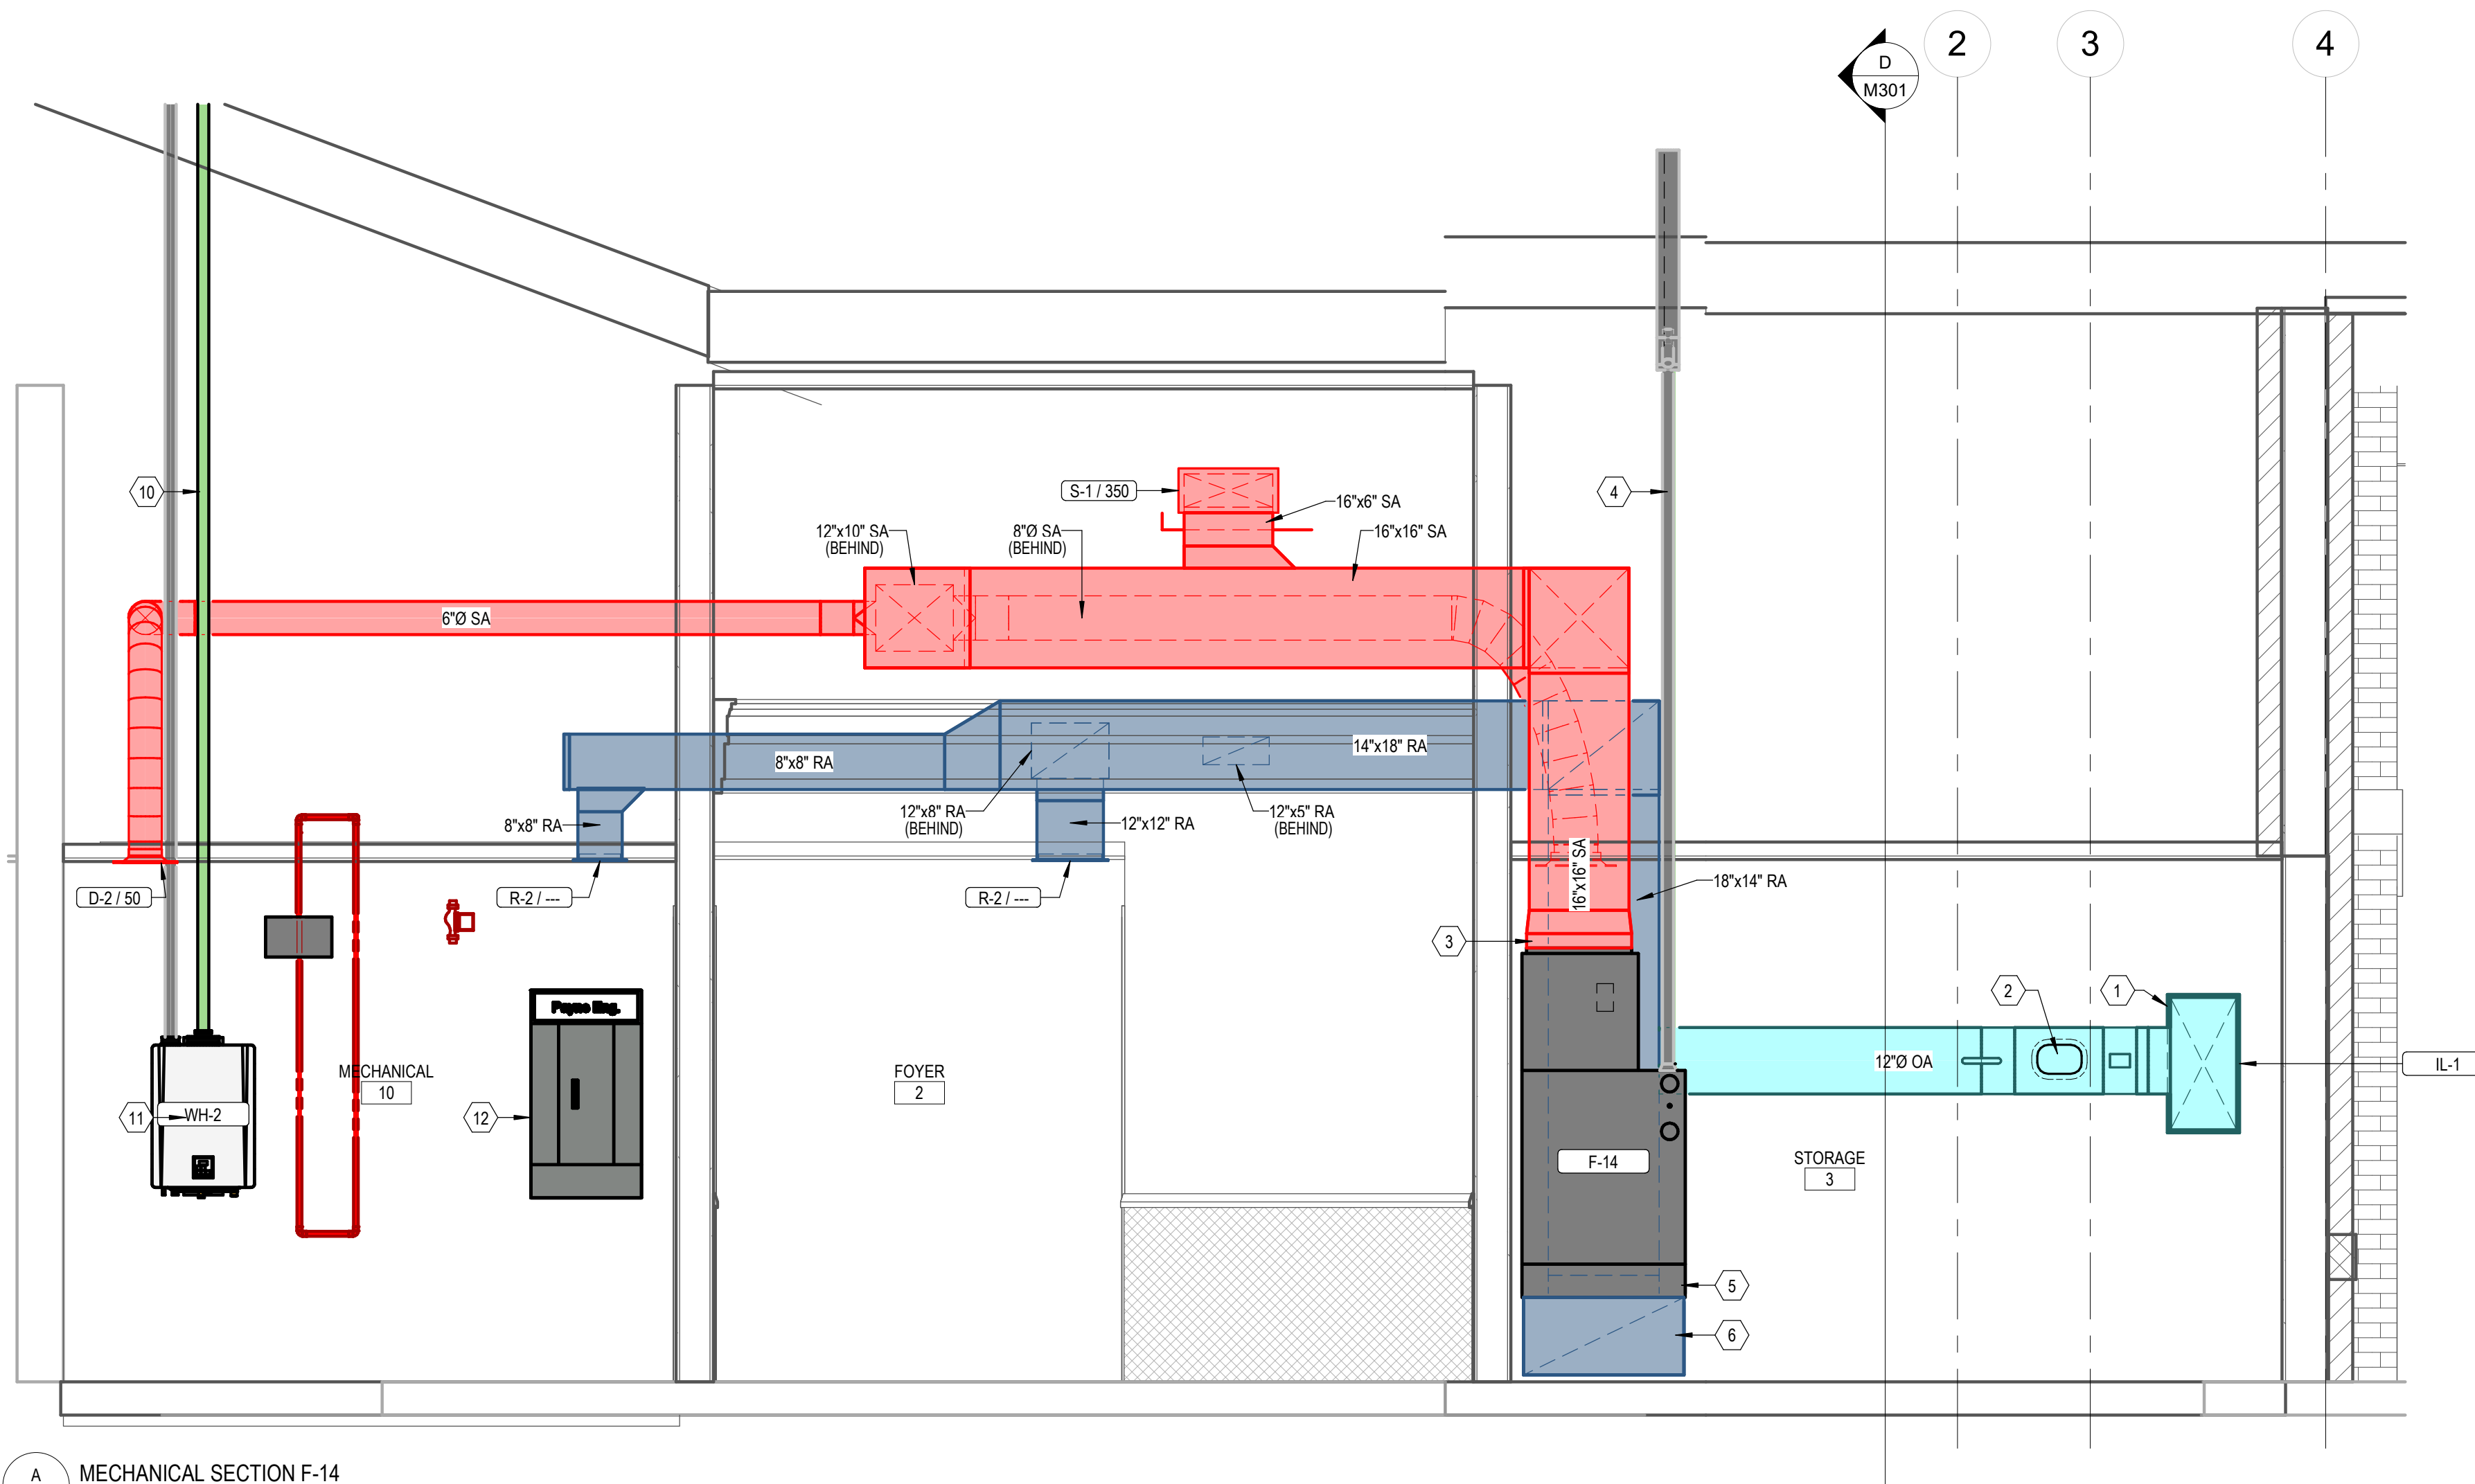 2
3
4
D
M301
10
S-1 / 350
16"x6" SA
4
12"x10" SA
(BEHIND)
8"Ø SA
(BEHIND)
16"x16" SA
6"Ø SA
8"x8" RA
14"x18" RA
8"x8" RA
12"x8" RA
(BEHIND)
12"x12" RA
12"x5" RA
(BEHIND)
16"x16" SA
18"x14" RA
D-2 / 50
R-2 / ---
R-2 / ---
3
2
1
Payne Eng.
MECHANICAL
10
FOYER
2
12"Ø OA
IL-1
11
WH-2
12
F-14
STORAGE
3
5
6
A
MECHANICAL SECTION F-14